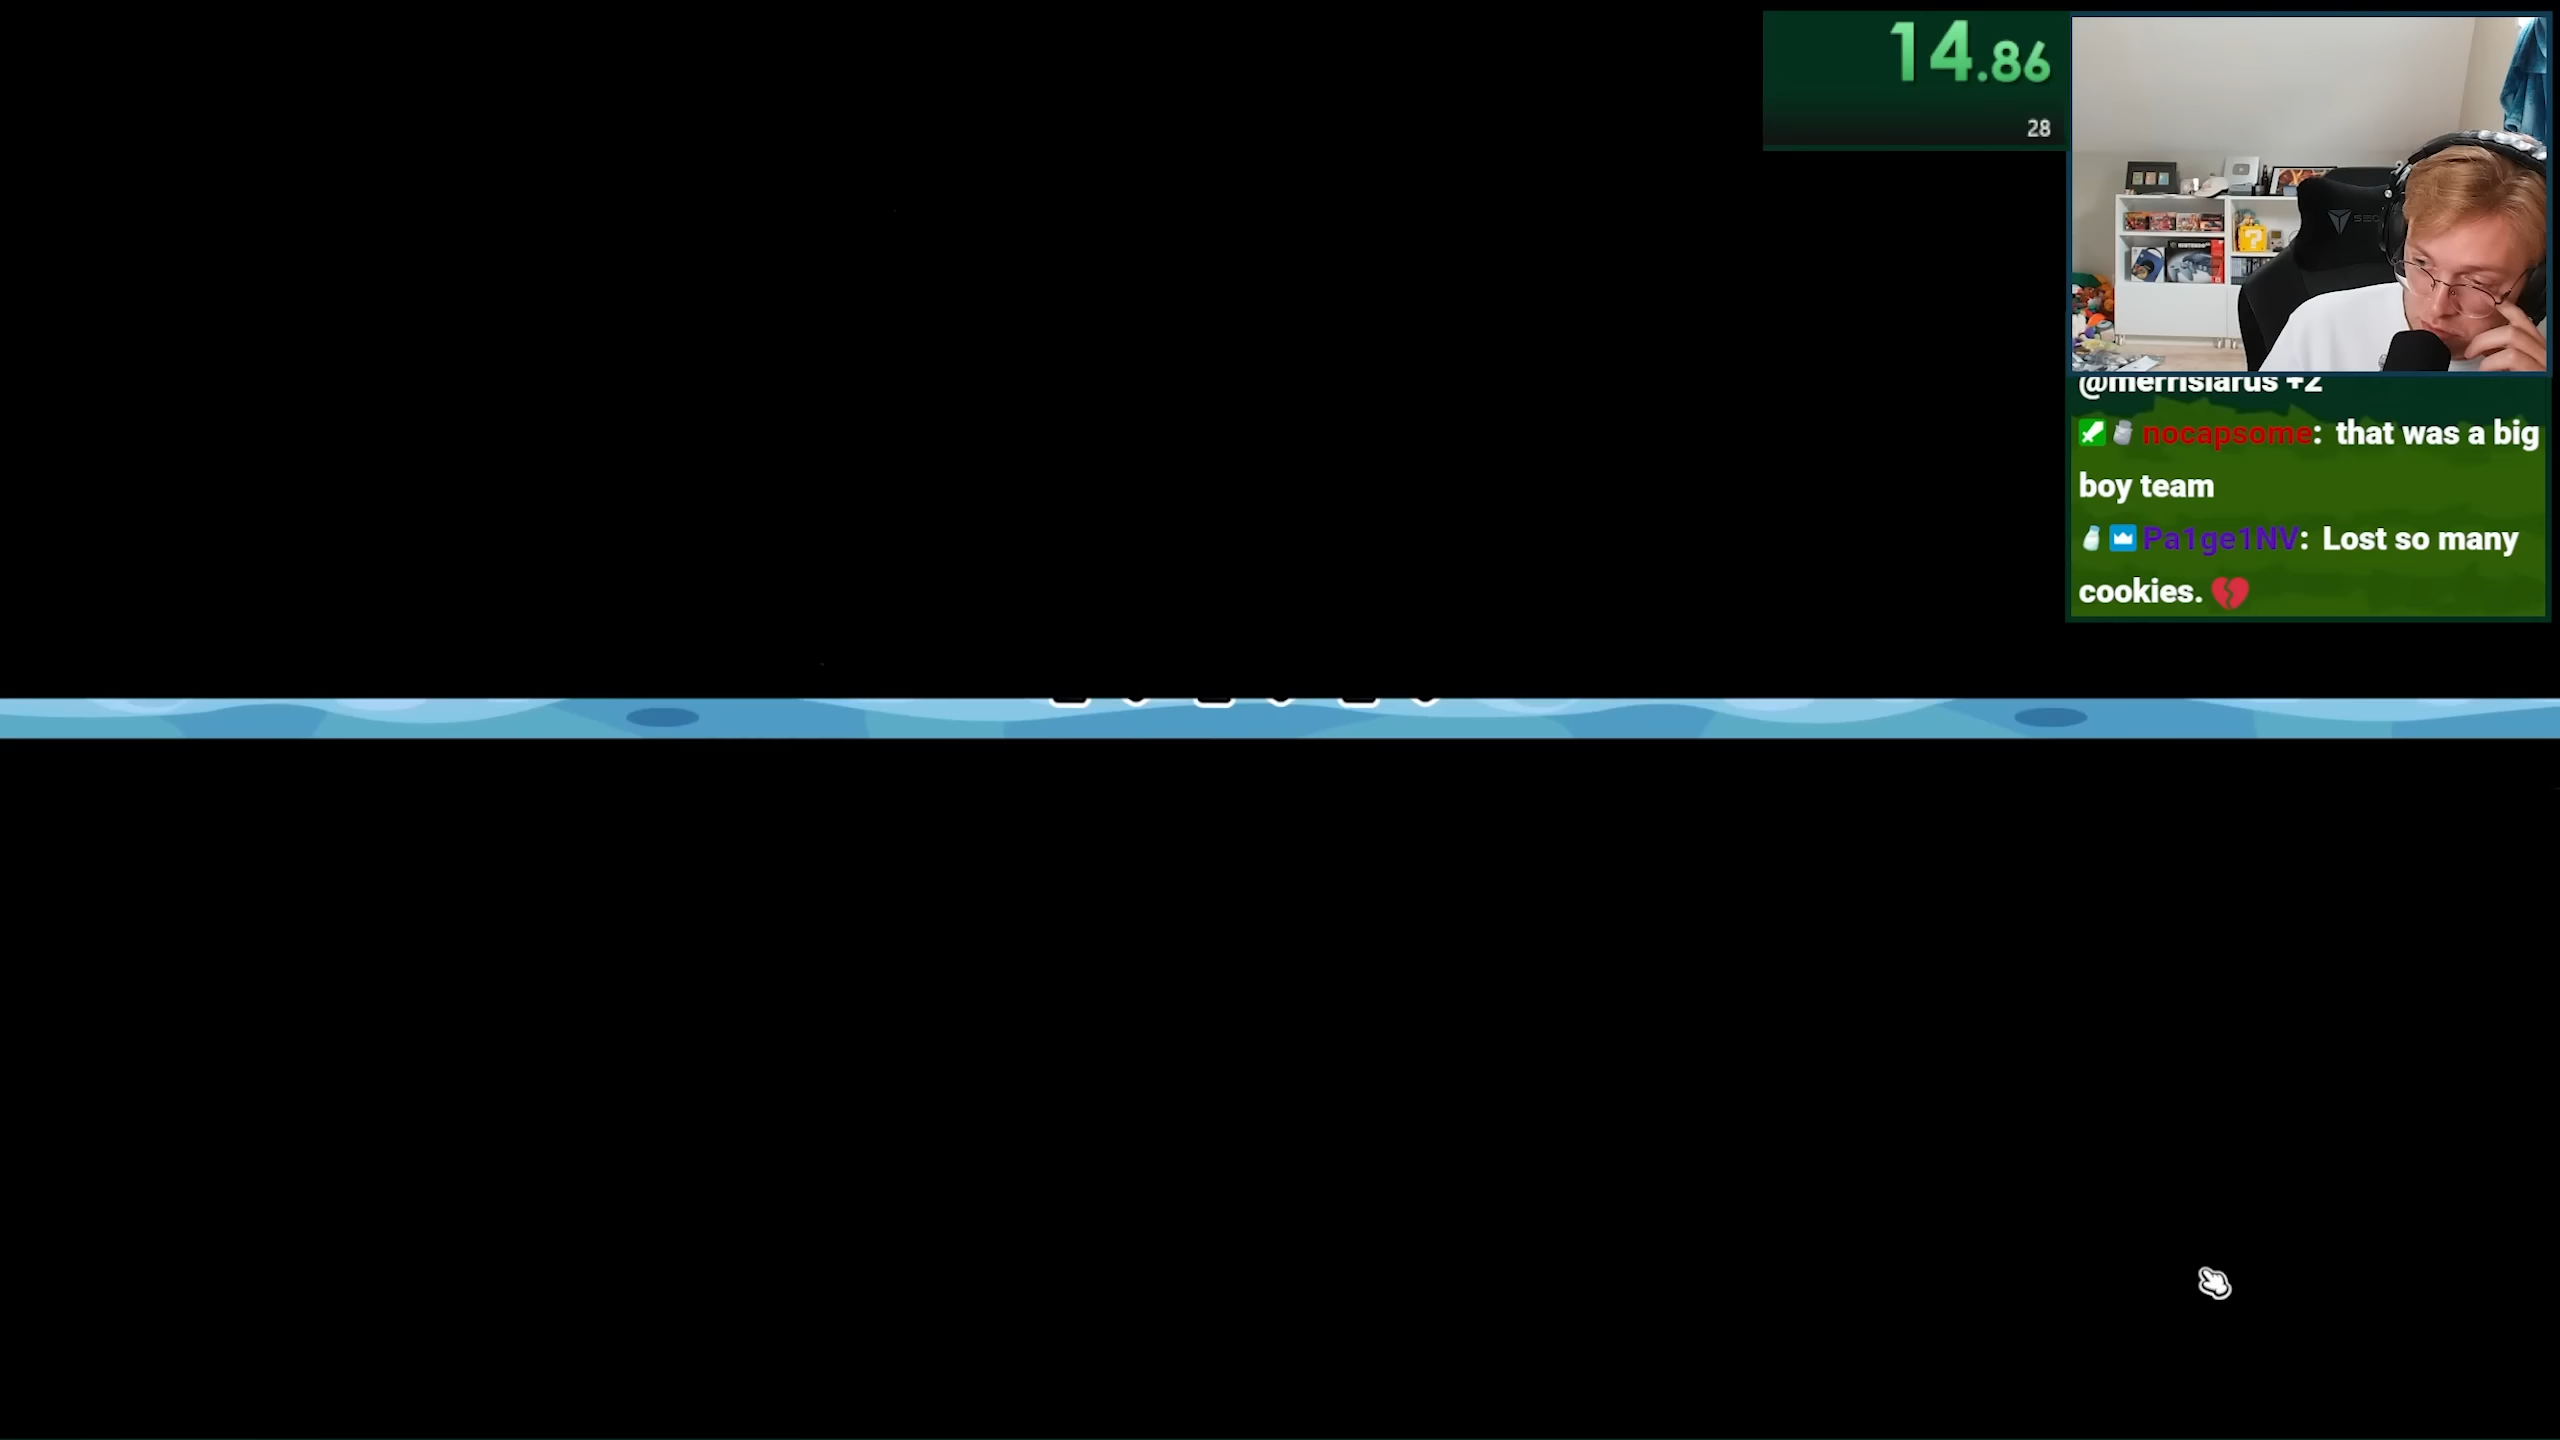 14.86
28
@merrislarus +2
nocapsome: that was a big
boy team
Pa1ge1NV: Lost so many
cookies.